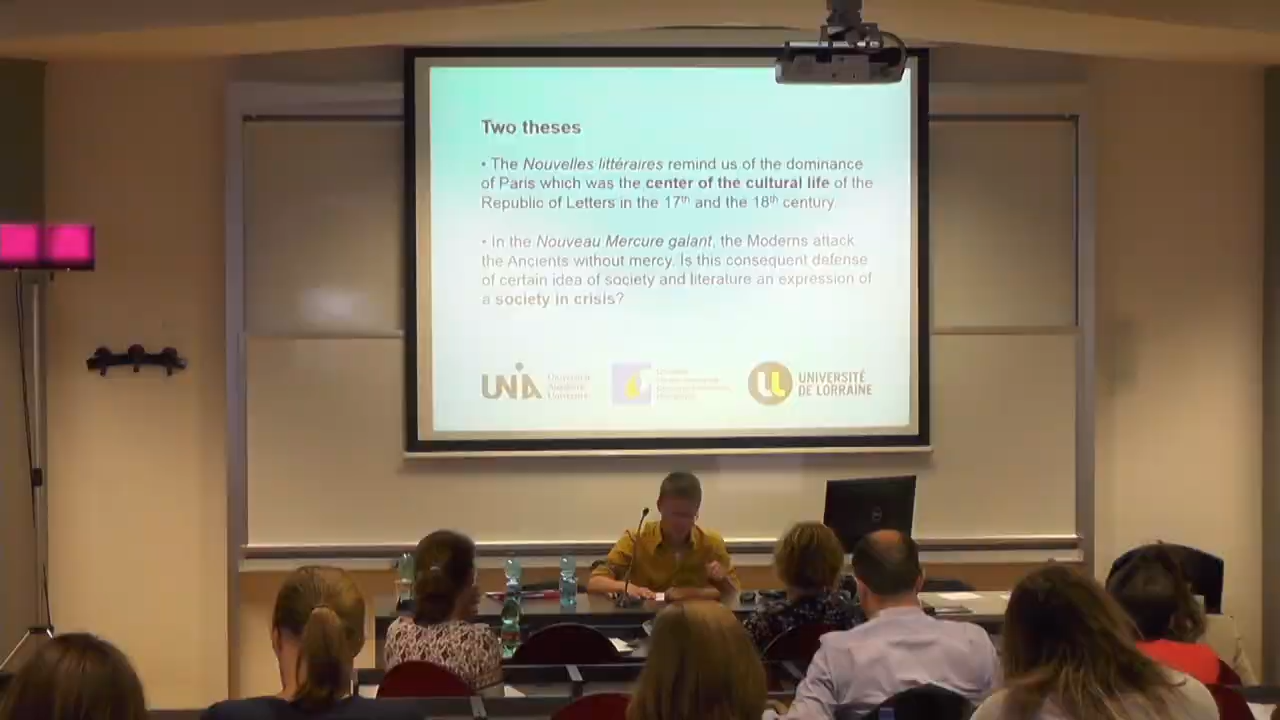 Two theses
• The Nouvelles littéraires remind us of the dominance
of Paris which was the center of the cultural life of the
Republic of Letters in the 17th and the 18th century
• In the Nouveau Mercure galant, the Moderns attack
the Ancients without mercy. Is this consequent defense
of certain idea of society and literature an expression of
a society in crisis?
UNIA
UNIVERSITÉ
DE LORRAINE